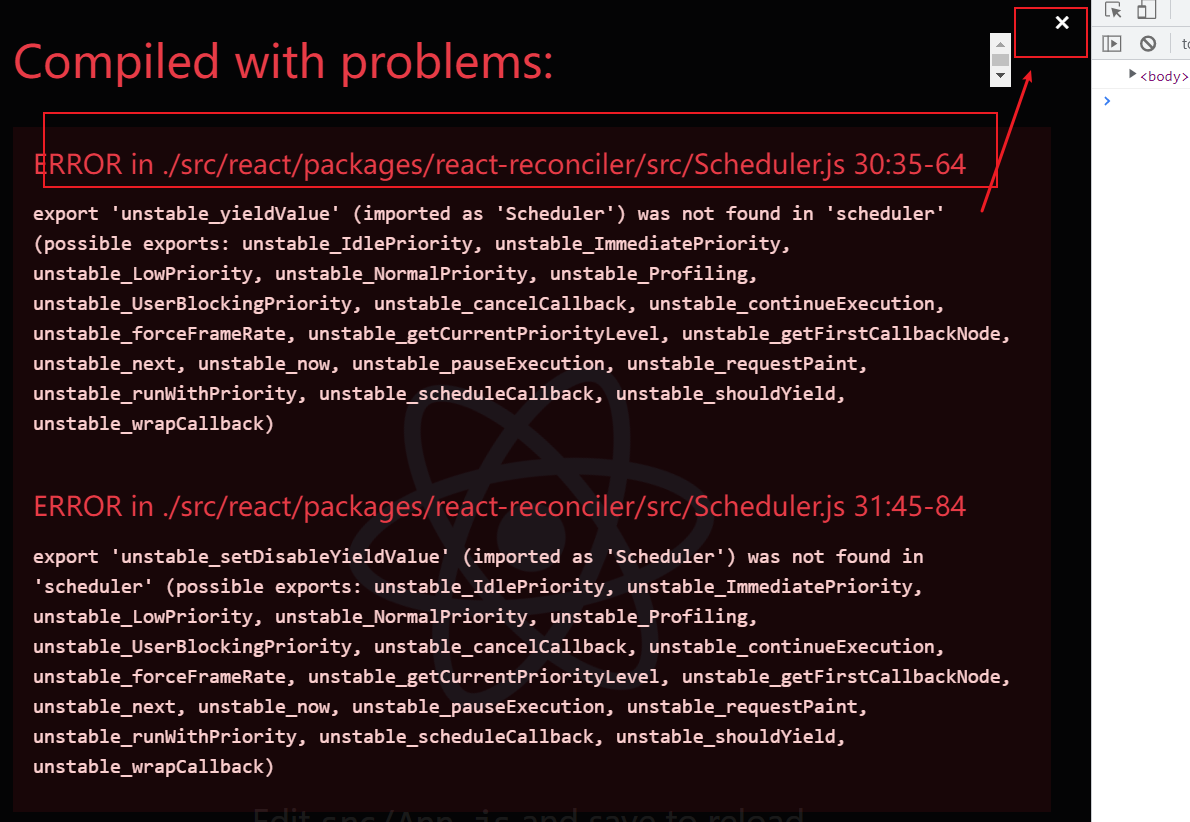 ×
Compiled with problems:
to
<body>
ERROR in ./src/react/packages/react-reconciler/src/Scheduler.js 30:35-64
export 'unstable_yieldValue' (imported as 'Scheduler') was not found in 'scheduler'
(possible exports: unstable_IdlePriority, unstable_ImmediatePriority,
unstable_LowPriority, unstable_NormalPriority, unstable_Profiling,
unstable_UserBlockingPriority, unstable_cancelCallback, unstable_continueExecution,
unstable_forceFrameRate, unstable_getCurrentPriorityLevel, unstable_getFirstCallbackNode,
unstable_next, unstable_now, unstable_pauseExecution, unstable_requestPaint,
unstable_runWithPriority, unstable_scheduleCallback, unstable_shouldYield,
unstable_wrapCallback)
ERROR in ./src/react/packages/react-reconciler/src/Scheduler.js 31:45-84
export 'unstable_setDisableYieldValue' (imported as 'Scheduler') was not found in
'scheduler' (possible exports: unstable_IdlePriority, unstable_ImmediatePriority,
unstable_LowPriority, unstable_NormalPriority, unstable_Profiling,
unstable_UserBlockingPriority, unstable_cancelCallback, unstable_continueExecution,
unstable_forceFrameRate, unstable_getCurrentPriorityLevel, unstable_getFirstCallbackNode,
unstable_next, unstable_now, unstable_pauseExecution, unstable_requestPaint,
unstable_runWithPriority, unstable_scheduleCallback, unstable_shouldYield,
unstable_wrapCallback)
Edit src/App.js and save to reload